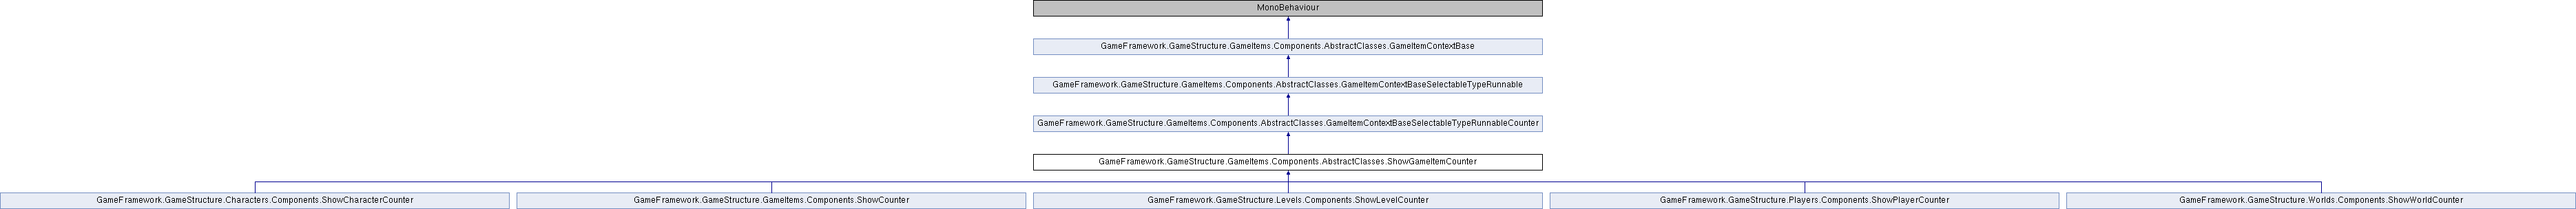 MonoBehaviour
GameFramework.GameStructure.GameItems.Components.AbstractClasses.GameItemContextBase
GameFramework.GameStructure.GameItems.Components.AbstractClasses.GameItemContextBaseSelectableTypeRunnable
GameFramework.GameStructure.GameItems.Components.AbstractClasses.GameItemContextBaseSelectableTypeRunnableCounter
GameFramework.GameStructure.GameItems.Components.AbstractClasses.ShowGameItemCounter
GameFramework.GameStructure.Characters.Components.ShowCharacterCounter
GameFramework.GameStructure.GameItems.Components.ShowCounter
GameFramework.GameStructure.Levels.Components.ShowLevelCounter
GameFramework.GameStructure.Players.Components.ShowPlayerCounter
GameFramework.GameStructure.Worlds.Components.ShowWorldCounter